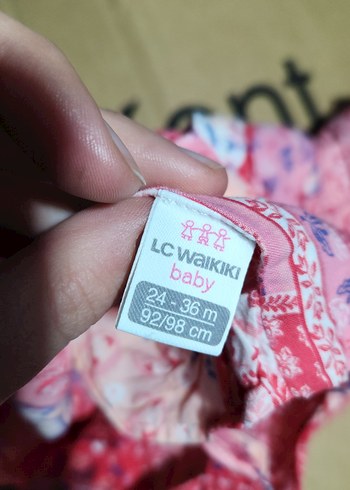 LC WAIKIKI
baby
24 - 36 m
92/98 cm